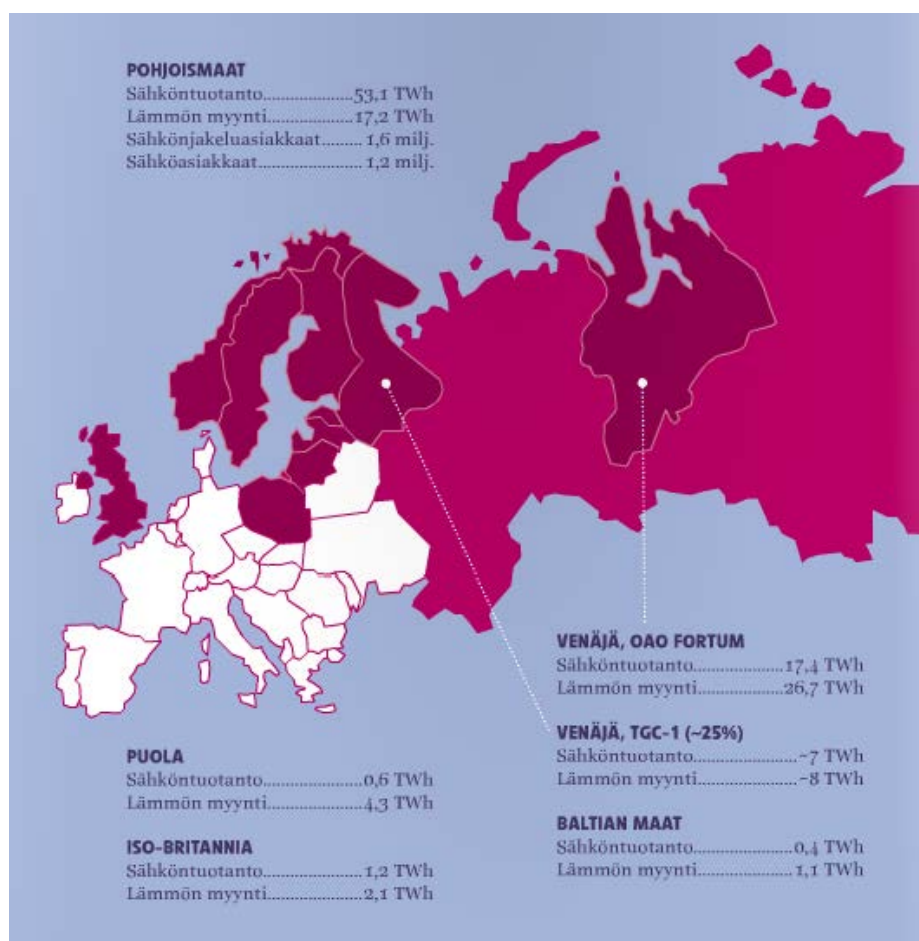 POHJOISMAAT
Sähköntuotanto....................53,1 TWh
Lämmön myynti....................17,2 TWh
Sähkönjakeluasiakkaat......... 1,6 milj.
Sähköasiakkaat..................... 1,2 milj.
VENÄJÄ, OAO FORTUM
Sähköntuotanto.....................17,4 TWh
Lämmön myynti.....................26,7 TWh
VENÄJÄ, TGC-1 (~25%)
Sähköntuotanto........................~7 TWh
Lämmön myynti........................~8 TWh
PUOLA
Sähköntuotanto......................0,6 TWh
Lämmön myynti......................4,3 TWh
BALTIAN MAAT
Sähköntuotanto.......................0,4 TWh
Lämmön myynti.......................1,1 TWh
ISO-BRITANNIA
Sähköntuotanto......................1,2 TWh
Lämmön myynti......................2,1 TWh